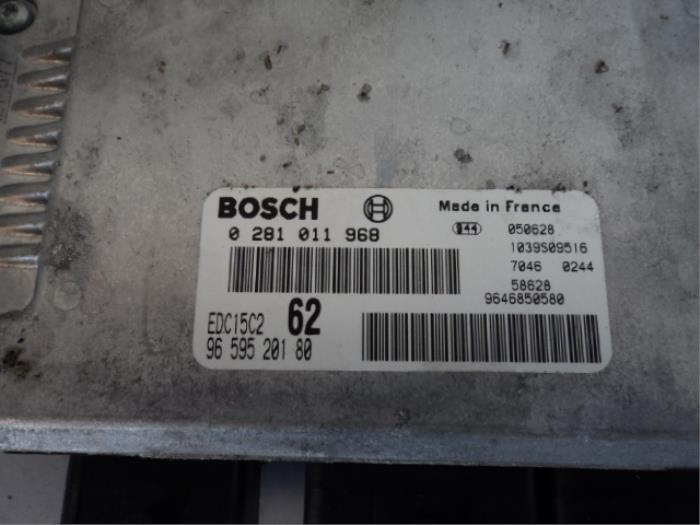 BOSCH Made in France
0 281 011 968 050628
1039S09516
7046 0244
58628
9646850580
EDC15C2 62
96 595 201 80